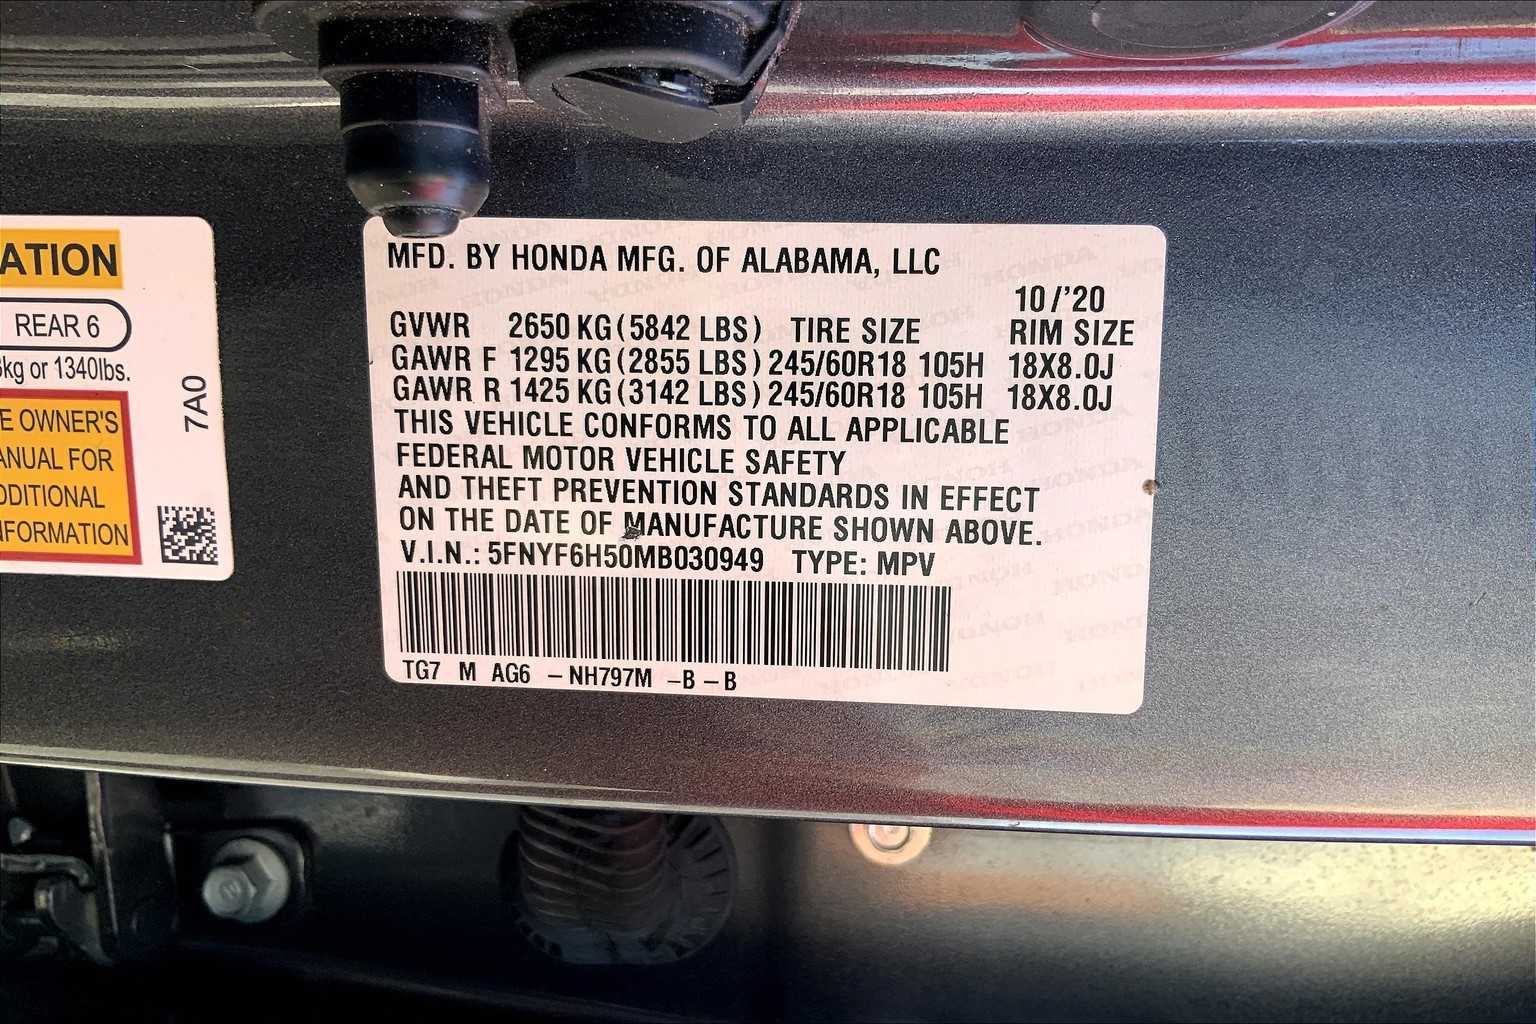 ATION
REAR 6
kg or 1340lbs.
E OWNER'S
ANUAL FOR
DDITIONAL
NFORMATION
7A0
MFD. BY HONDA MFG. OF ALABAMA, LLC
10/'20
GVWR 2650 KG (5842 LBS) TIRE SIZE RIM SIZE
GAWR F 1295 KG (2855 LBS) 245/60R18 105H 18X8.0J
GAWR R 1425 KG (3142 LBS) 245/60R18 105H 18X8.0J
THIS VEHICLE CONFORMS TO ALL APPLICABLE
FEDERAL MOTOR VEHICLE SAFETY
AND THEFT PREVENTION STANDARDS IN EFFECT
ON THE DATE OF MANUFACTURE SHOWN ABOVE.
V.I.N.: 5FNYF6H50MB030949 TYPE: MPV
TG7 M AG6 – NH797M – B – B